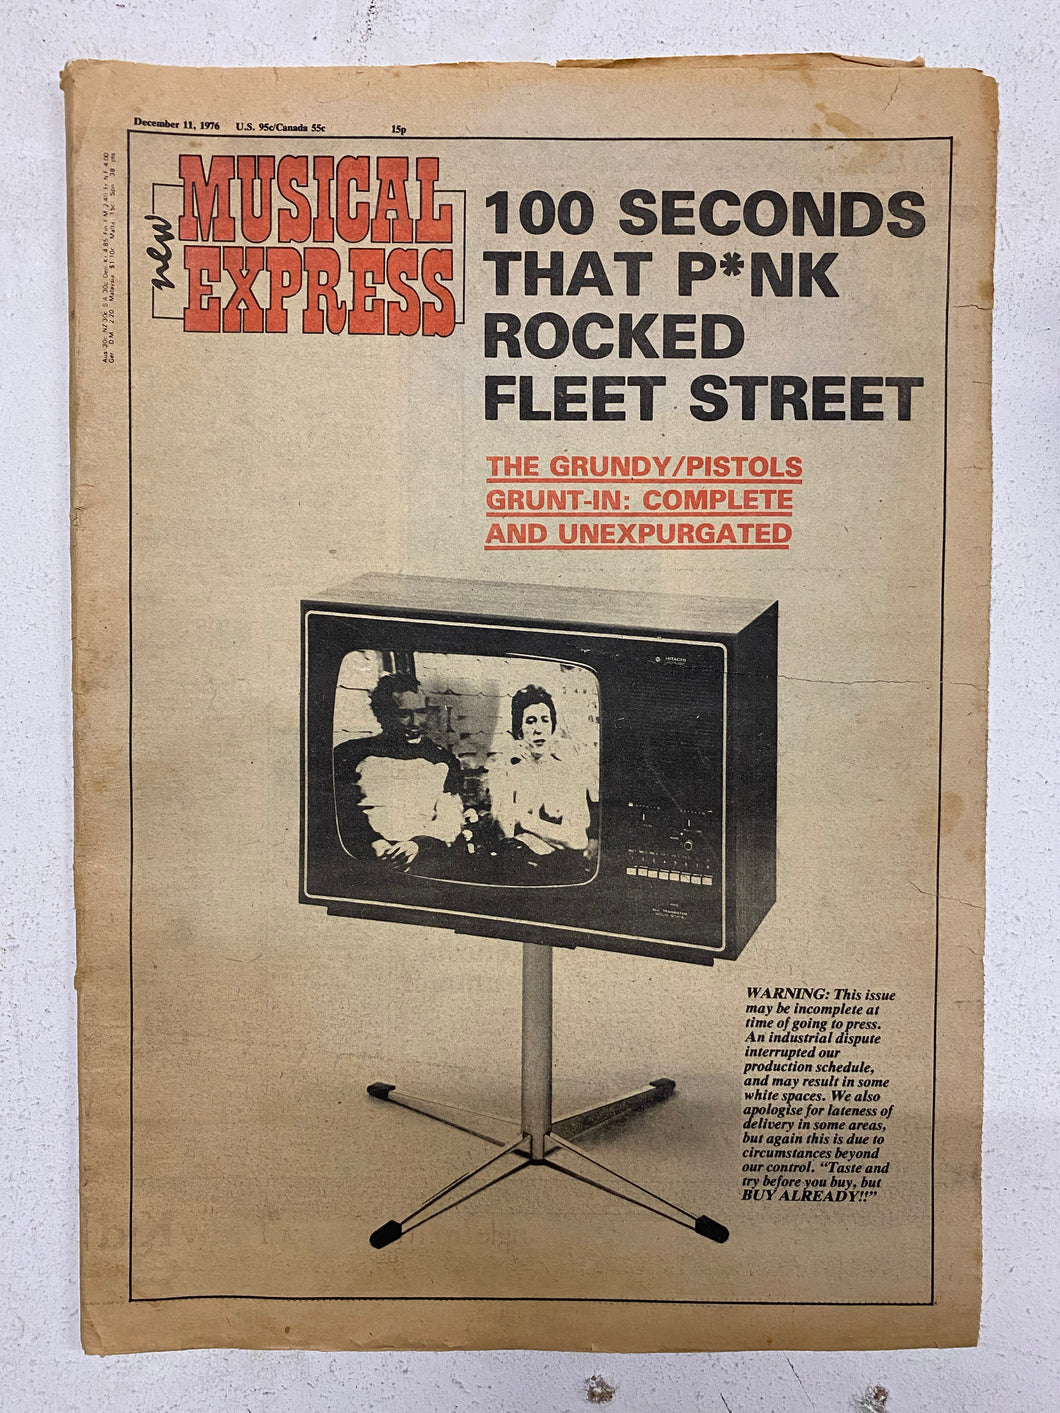 December 11, 1976 U.S. 95c/Canada 55c 15p
new
MUSICAL
EXPRESS
100 SECONDS
THAT P*NK
ROCKED
FLEET STREET
THE GRUNDY/PISTOLS
GRUNT-IN: COMPLETE
AND UNEXPURGATED
HITACHI
WARNING: This issue
may be incomplete at
time of going to press.
An industrial dispute
interrupted our
production schedule,
and may result in some
white spaces. We also
apologise for lateness of
delivery in some areas,
but again this is due to
circumstances beyond
our control. “Taste and
try before you buy, but
BUY ALREADY!!”